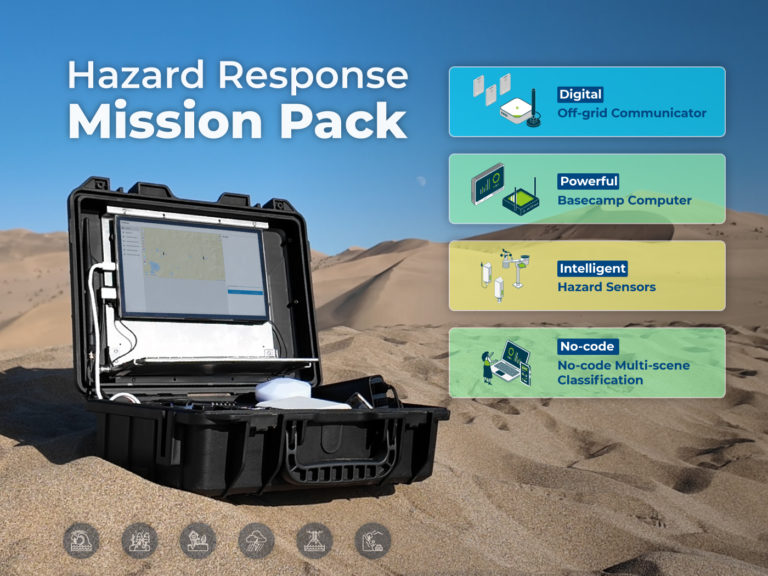 Hazard Response
Mission Pack
Digital
Off-grid Communicator
Powerful
Basecamp Computer
Intelligent
Hazard Sensors
No-code
No-code Multi-scene
Classification